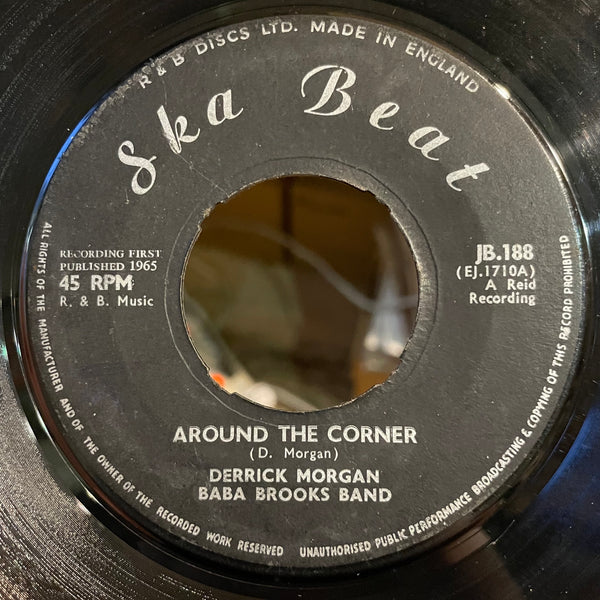 R & B DISCS LTD. MADE IN ENGLAND
Ska Beat
RECORDING FIRST
PUBLISHED 1965
45 RPM
R. & B. Music
JB.188
(EJ.1710A)
A Reid
Recording
AROUND THE CORNER
(D. Morgan)
DERRICK MORGAN
BABA BROOKS BAND
ALL RIGHTS OF THE MANUFACTURER AND OF THE OWNER OF THE RECORDED WORK RESERVED UNAUTHORISED PUBLIC PERFORMANCE BROADCASTING & COPYING OF THIS RECORD PROHIBITED